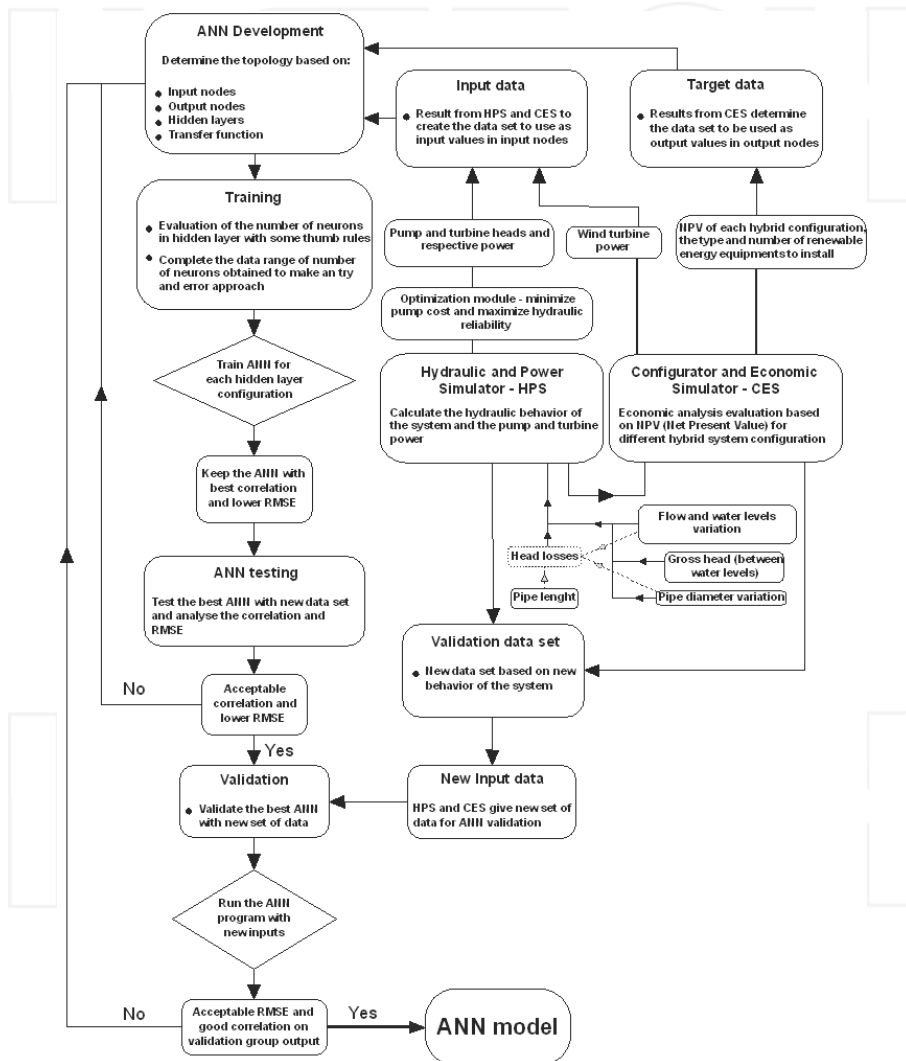 ANN Development
Determine the topology based on:
• Input nodes
• Output nodes
• Hidden layers
• Transfer function
Input data
• Result from HPS and CES to
create the data set to use as
input values in input nodes
Target data
• Results from CES determine
the data set to be used as
output values in output nodes
Training
• Evaluation of the number of neurons
in hidden layer with some thumb rules
• Complete the data range of number
of neurons obtained to make an try
and error approach
Pump and turbine heads and
respective power
Wind turbine
power
NPV of each hybrid configuration,
the type and number of renewable
energy equipments to install
Optimization module - minimize
pump cost and maximize hydraulic
reliability
Train ANN for
each hidden layer
configuration
Hydraulic and Power
Simulator - HPS
Calculate the hydraulic behavior of
the system and the pump and turbine
power
Configurator and Economic
Simulator - CES
Economic analysis evaluation based
on NPV (Net Present Value) for
different hybrid system configuration
Keep the ANN with
best correlation
and lower RMSE
Flow and water levels
variation
Head losses
Gross head (between
water levels)
Pipe lenght
Pipe diameter variation
ANN testing
Test the best ANN with new data set
and analyse the correlation and
RMSE
Validation data set
• New data set based on new
behavior of the system
No
Acceptable
correlation and
lower RMSE
Yes
Validation
• Validate the best ANN
with new set of data
New Input data
HPS and CES give new set of
data for ANN validation
Run the ANN
program with
new inputs
No
Acceptable RMSE and
good correlation on
validation group output
Yes
ANN model